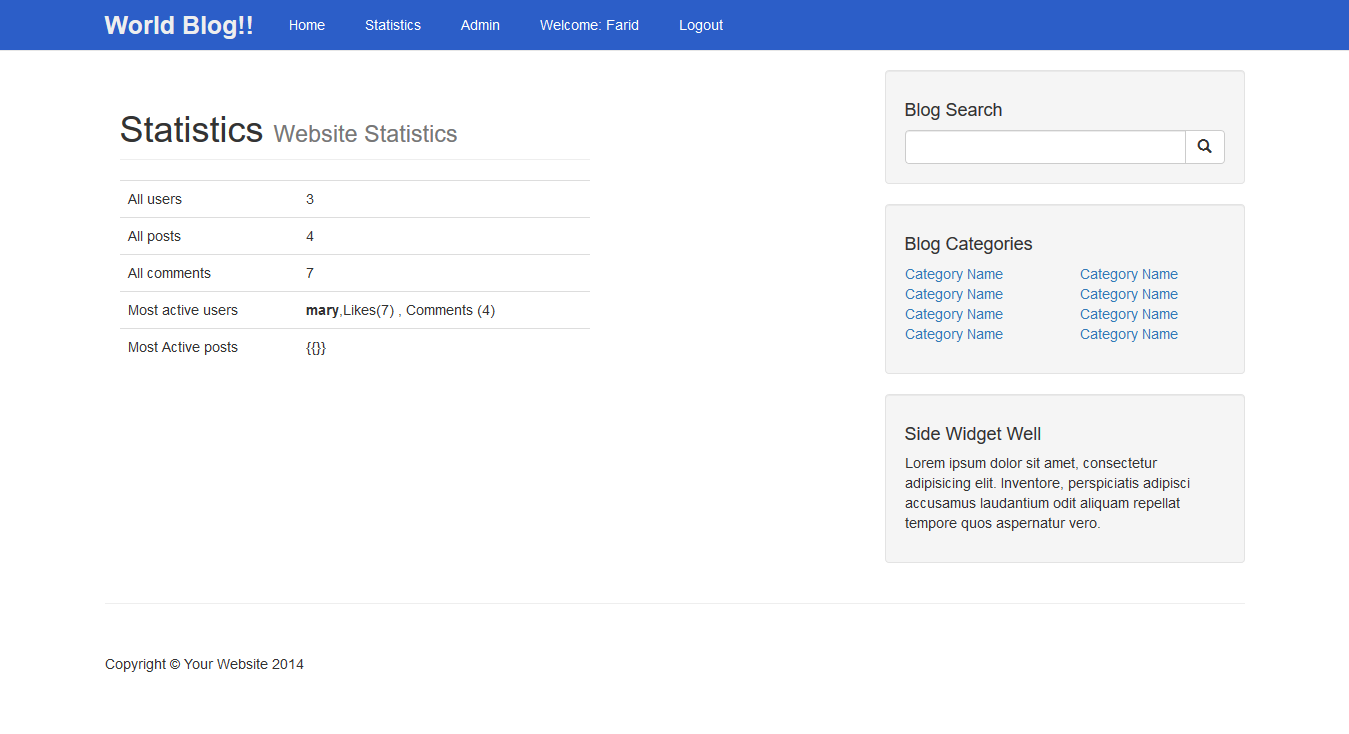 World Blog!! Home Statistics Admin Welcome: Farid Logout
Statistics Website Statistics
All users 3
All posts 4
All comments 7
Most active users mary,Likes(7) , Comments (4)
Most Active posts {{}}
Blog Search
Blog Categories
Category Name Category Name
Category Name Category Name
Category Name Category Name
Category Name Category Name
Side Widget Well
Lorem ipsum dolor sit amet, consectetur
adipisicing elit. Inventore, perspiciatis adipisci
accusamus laudantium odit aliquam repellat
tempore quos aspernatur vero.
Copyright © Your Website 2014